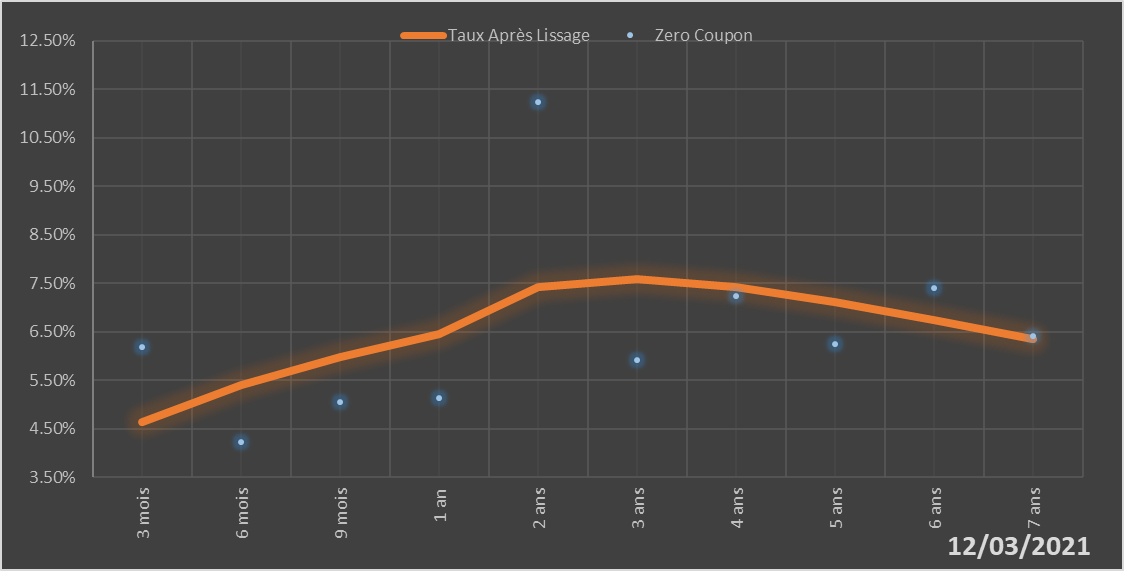 Taux Après Lissage
Zero Coupon
12.50%
11.50%
10.50%
9.50%
8.50%
7.50%
6.50%
5.50%
4.50%
3.50%
3 mois
6 mois
9 mois
1 an
2 ans
3 ans
4 ans
5 ans
6 ans
7 ans
12/03/2021